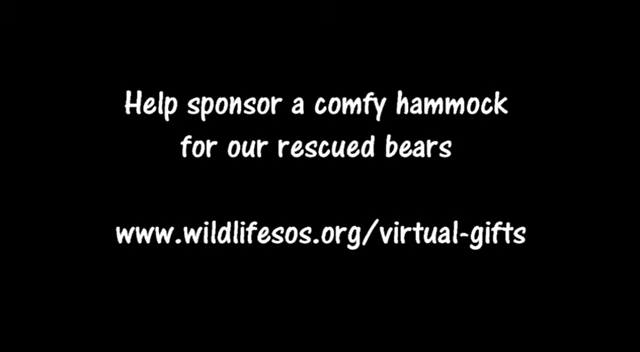 Help sponsor a comfy hammock
for our rescued bears
www.wildlifesos.org/virtual-gifts